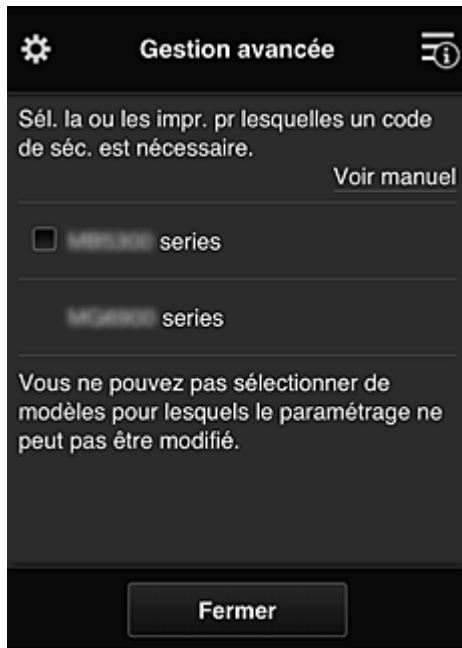 Gestion avancée
Sél. la ou les impr. pr lesquelles un code
de séc. est nécessaire.
Voir manuel
series
series
Vous ne pouvez pas sélectionner de
modèles pour lesquels le paramétrage ne
peut pas être modifié.
Fermer